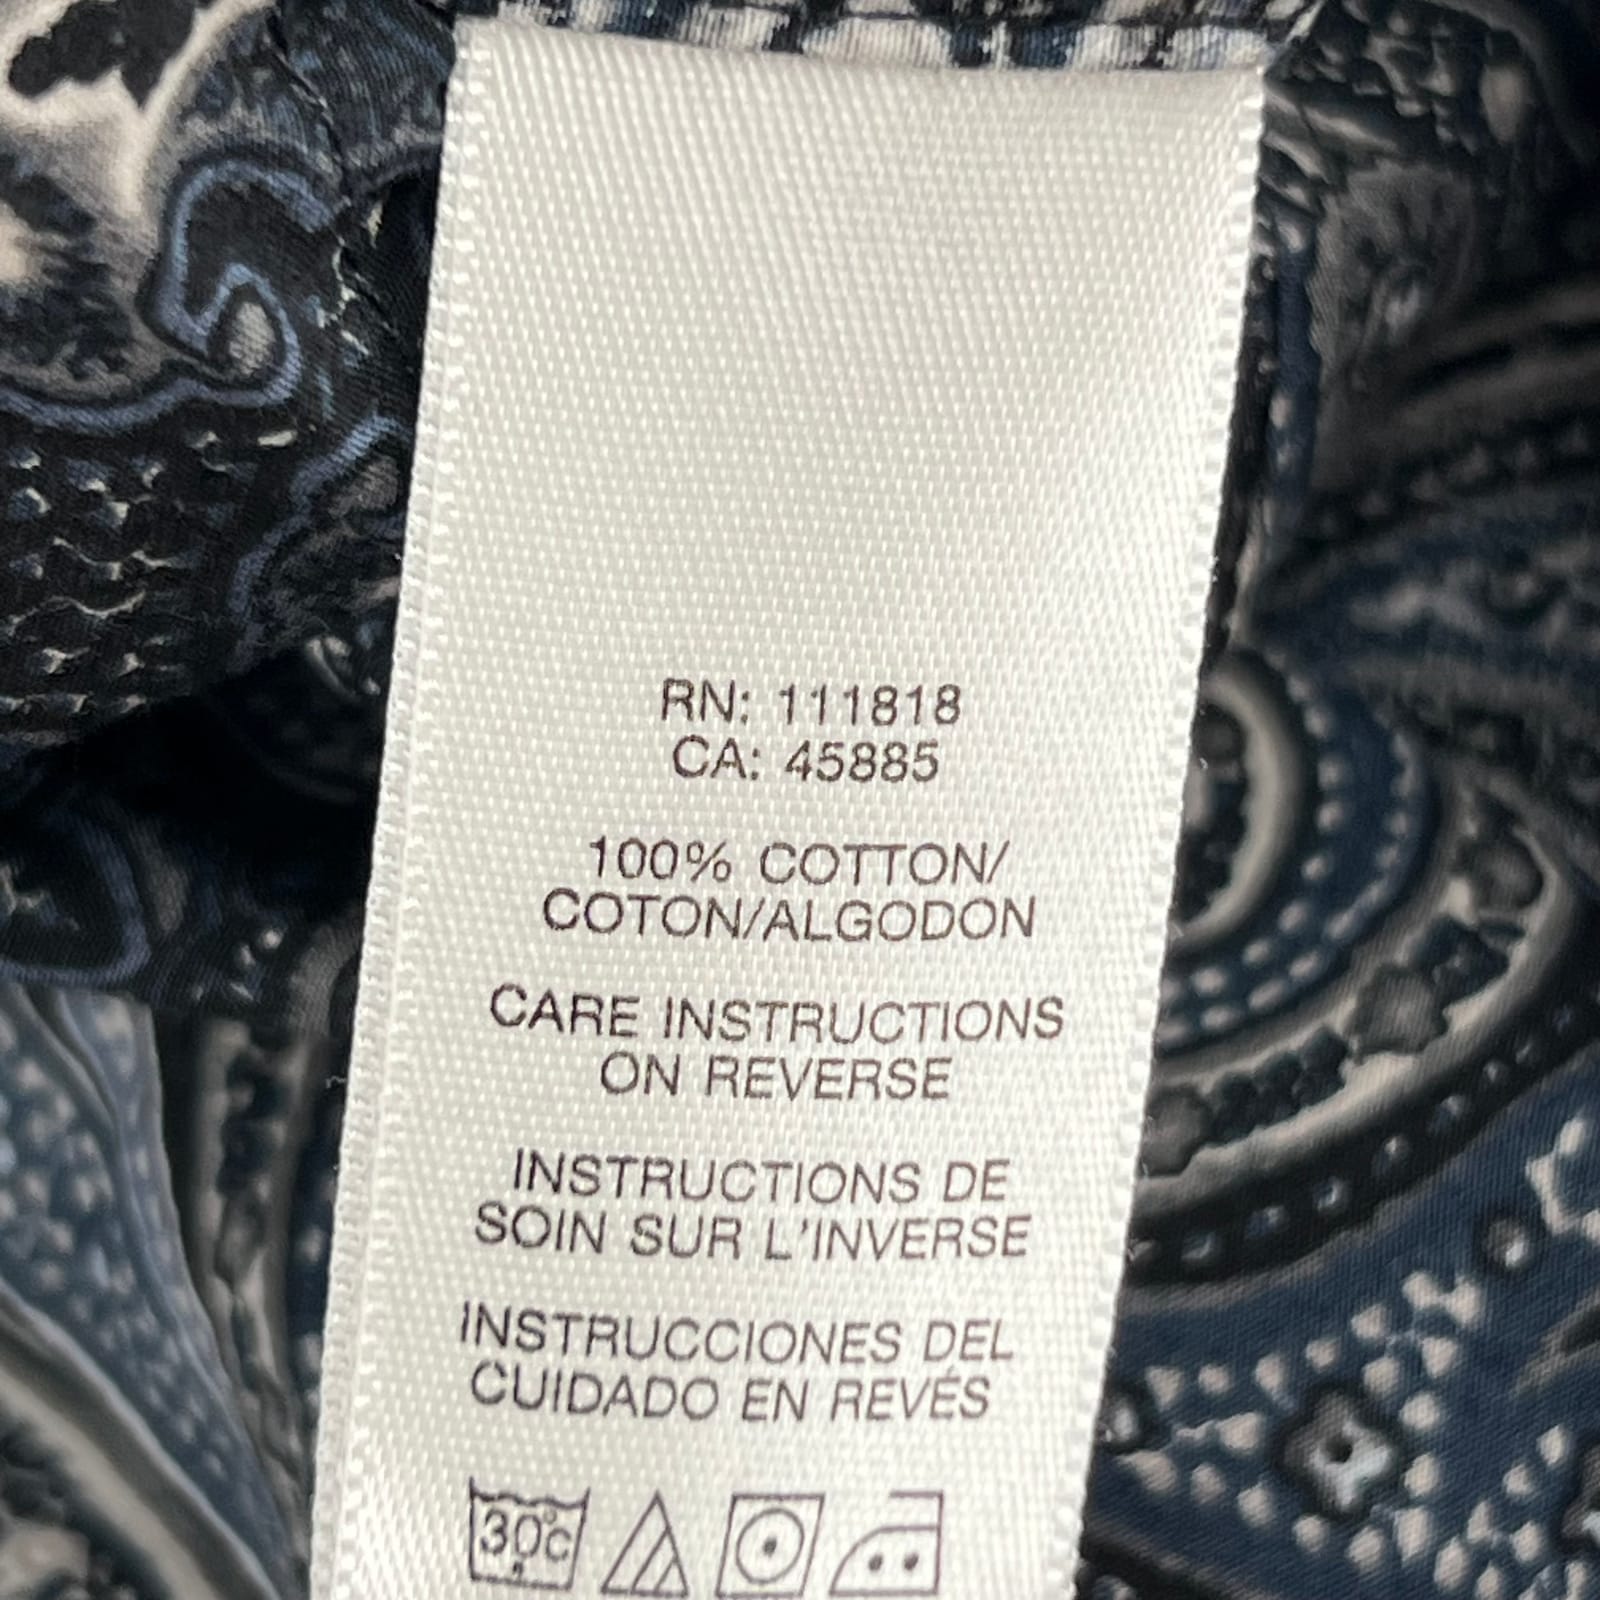 RN: 111818
CA: 45885
100% COTTON/
COTON/ALGODON
CARE INSTRUCTIONS
ON REVERSE
INSTRUCTIONS DE
SOIN SUR L'INVERSE
INSTRUCCIONES DEL
CUIDADO EN REVÉS
30°C